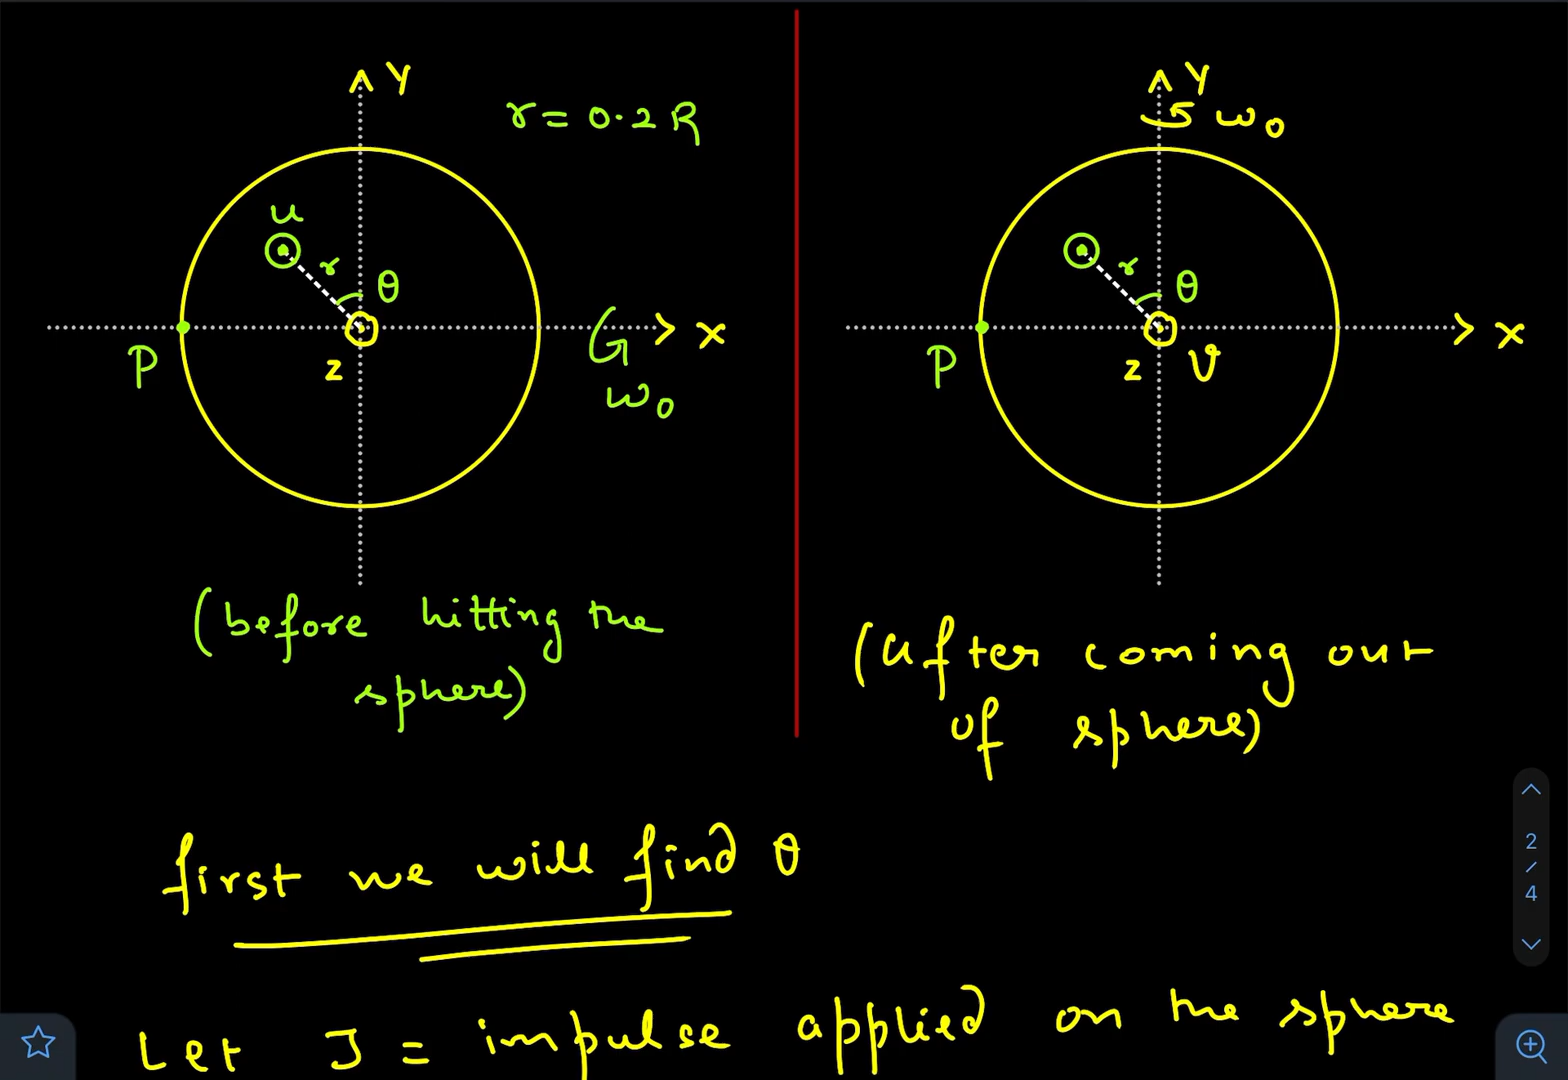 Y
r = 0.2 R
u
r
θ
P
z
x
ω₀
(before hitting the
sphere)
Y
ω₀
r
θ
P
z
v
x
(after coming out
of sphere)
first we will find θ
Let J = impulse applied on the sphere
2
/
4